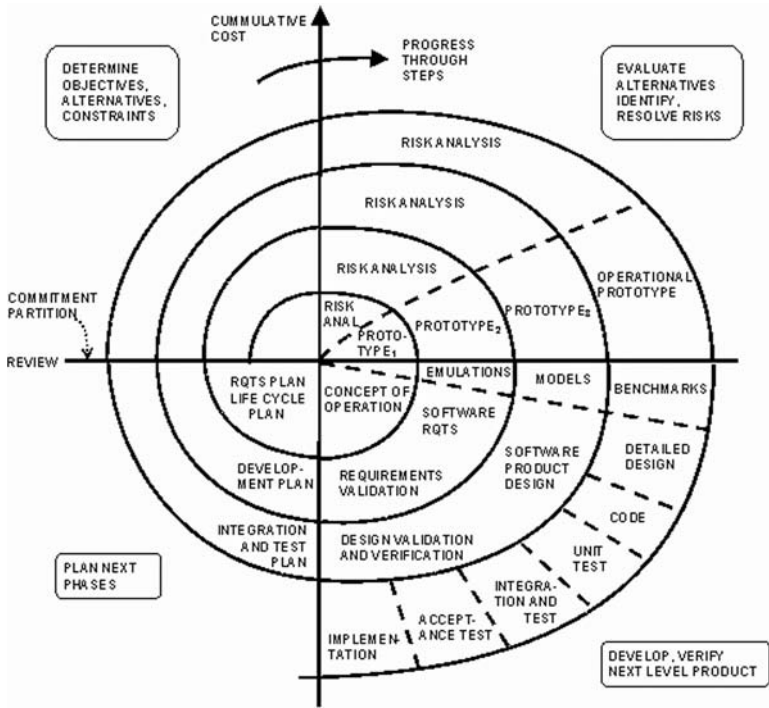 CUMMULATIVE
COST
PROGRESS
THROUGH
STEPS
DETERMINE
OBJECTIVES,
ALTERNATIVES,
CONSTRAINTS
EVALUATE
ALTERNATIVES
IDENTIFY,
RESOLVE RISKS
RISK ANALYSIS
RISK ANALYSIS
RISK ANALYSIS
RISK
ANAL.
PROTO-
TYPE1
PROTOTYPE2
PROTOTYPE3
OPERATIONAL
PROTOTYPE
COMMITMENT
PARTITION
REVIEW
RQTS PLAN
LIFE CYCLE
PLAN
CONCEPT OF
OPERATION
EMULATIONS
MODELS
BENCHMARKS
SOFTWARE
RQTS
SOFTWARE
PRODUCT
DESIGN
DETAILED
DESIGN
DEVELOP-
MENT PLAN
REQUIREMENTS
VALIDATION
CODE
INTEGRATION
AND TEST
PLAN
DESIGN VALIDATION
AND VERIFICATION
UNIT
TEST
PLAN NEXT
PHASES
INTEGRA-
TION AND
TEST
ACCEPT-
ANCE TEST
IMPLEMEN-
TATION
DEVELOP, VERIFY
NEXT LEVEL PRODUCT